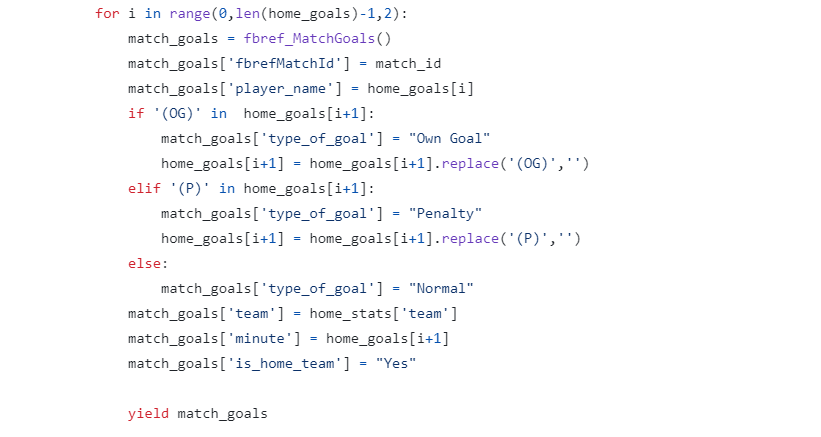 for i in range(0,len(home_goals)-1,2):
    match_goals = fbref_MatchGoals()
    match_goals['fbrefMatchId'] = match_id
    match_goals['player_name'] = home_goals[i]
    if '(OG)' in  home_goals[i+1]:
        match_goals['type_of_goal'] = "Own Goal"
        home_goals[i+1] = home_goals[i+1].replace('(OG)','')
    elif '(P)' in home_goals[i+1]:
        match_goals['type_of_goal'] = "Penalty"
        home_goals[i+1] = home_goals[i+1].replace('(P)','')
    else:
        match_goals['type_of_goal'] = "Normal"
    match_goals['team'] = home_stats['team']
    match_goals['minute'] = home_goals[i+1]
    match_goals['is_home_team'] = "Yes"

    yield match_goals